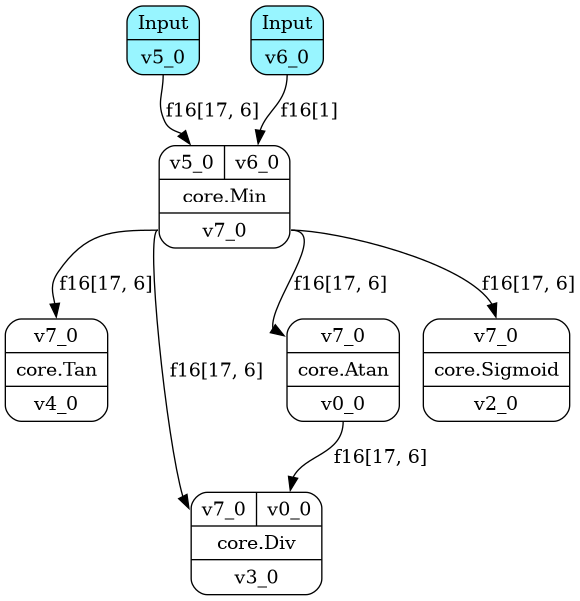 Input
v5_0
Input
v6_0
f16[17, 6]
f16[1]
v5_0
v6_0
core.Min
v7_0
f16[17, 6]
f16[17, 6]
f16[17, 6]
f16[17, 6]
v7_0
core.Tan
v4_0
v7_0
core.Atan
v0_0
v7_0
core.Sigmoid
v2_0
f16[17, 6]
v7_0
v0_0
core.Div
v3_0